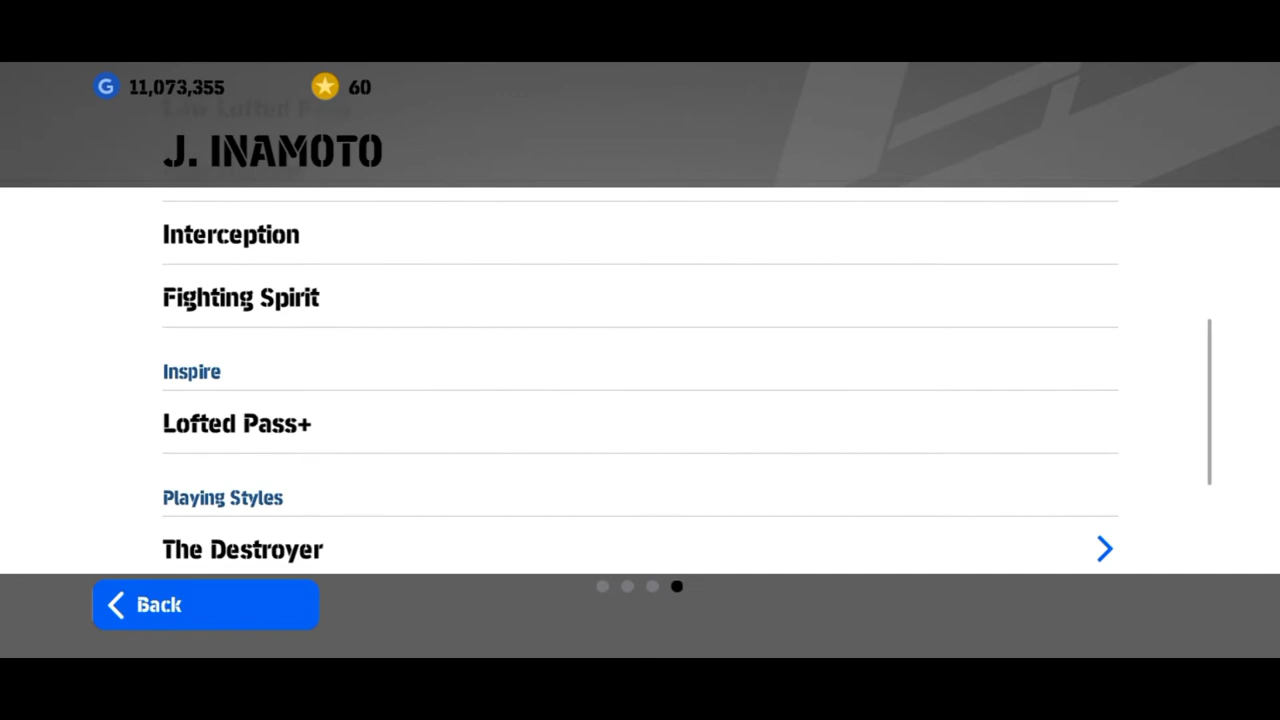 G 11,073,355 60
J. INAMOTO
Interception
Fighting Spirit
Inspire
Lofted Pass+
Playing Styles
The Destroyer
Back